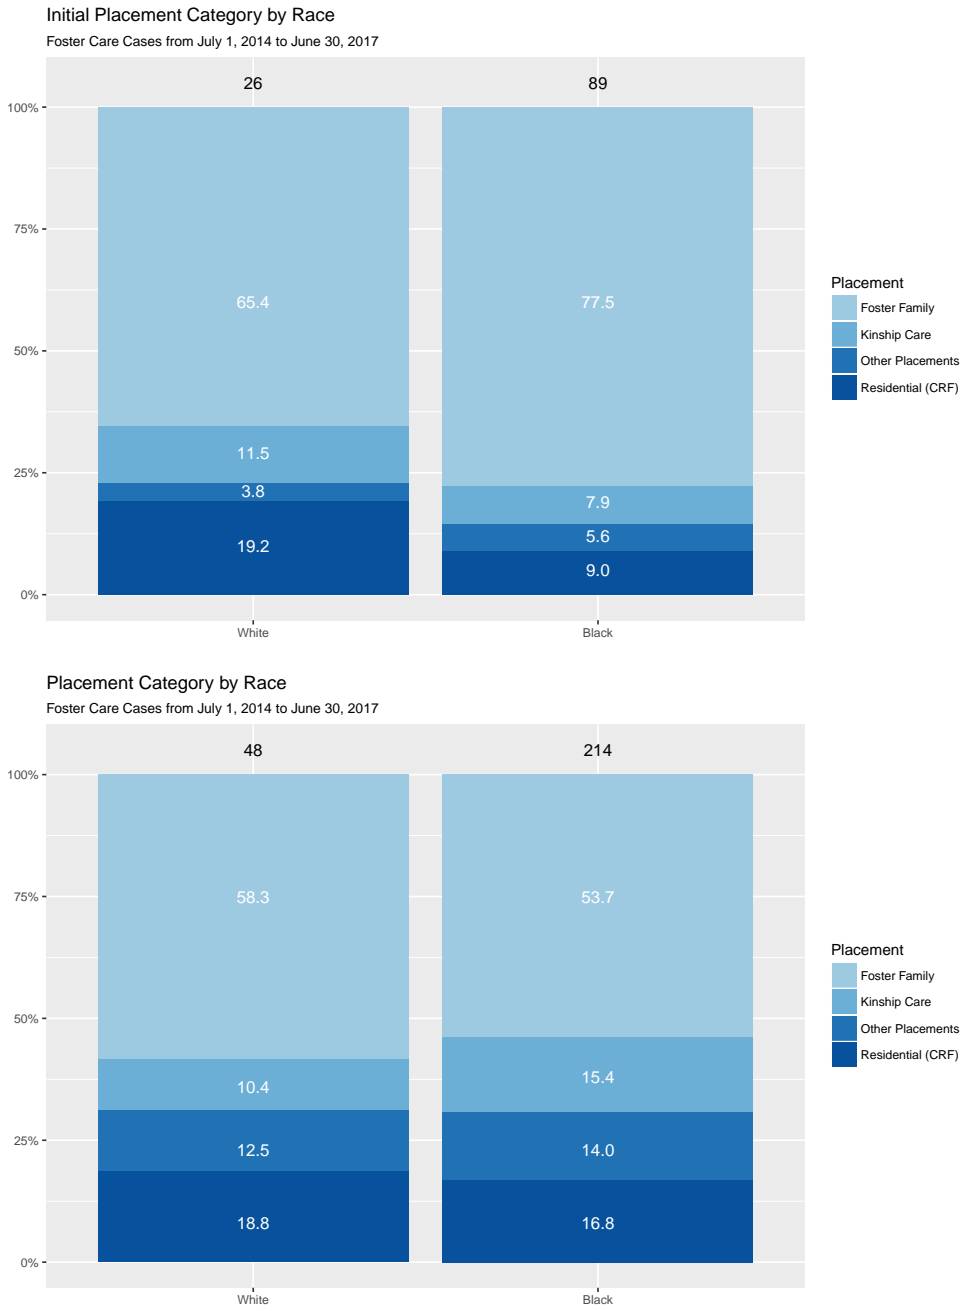 Initial Placement Category by Race
Foster Care Cases from July 1, 2014 to June 30, 2017
26 89
100%
75%
50%
25%
0%
65.4 77.5
11.5 7.9
3.8 5.6
19.2 9.0
White Black
Placement
Foster Family
Kinship Care
Other Placements
Residential (CRF)
Placement Category by Race
Foster Care Cases from July 1, 2014 to June 30, 2017
48 214
100%
75%
50%
25%
0%
58.3 53.7
10.4 15.4
12.5 14.0
18.8 16.8
White Black
Placement
Foster Family
Kinship Care
Other Placements
Residential (CRF)